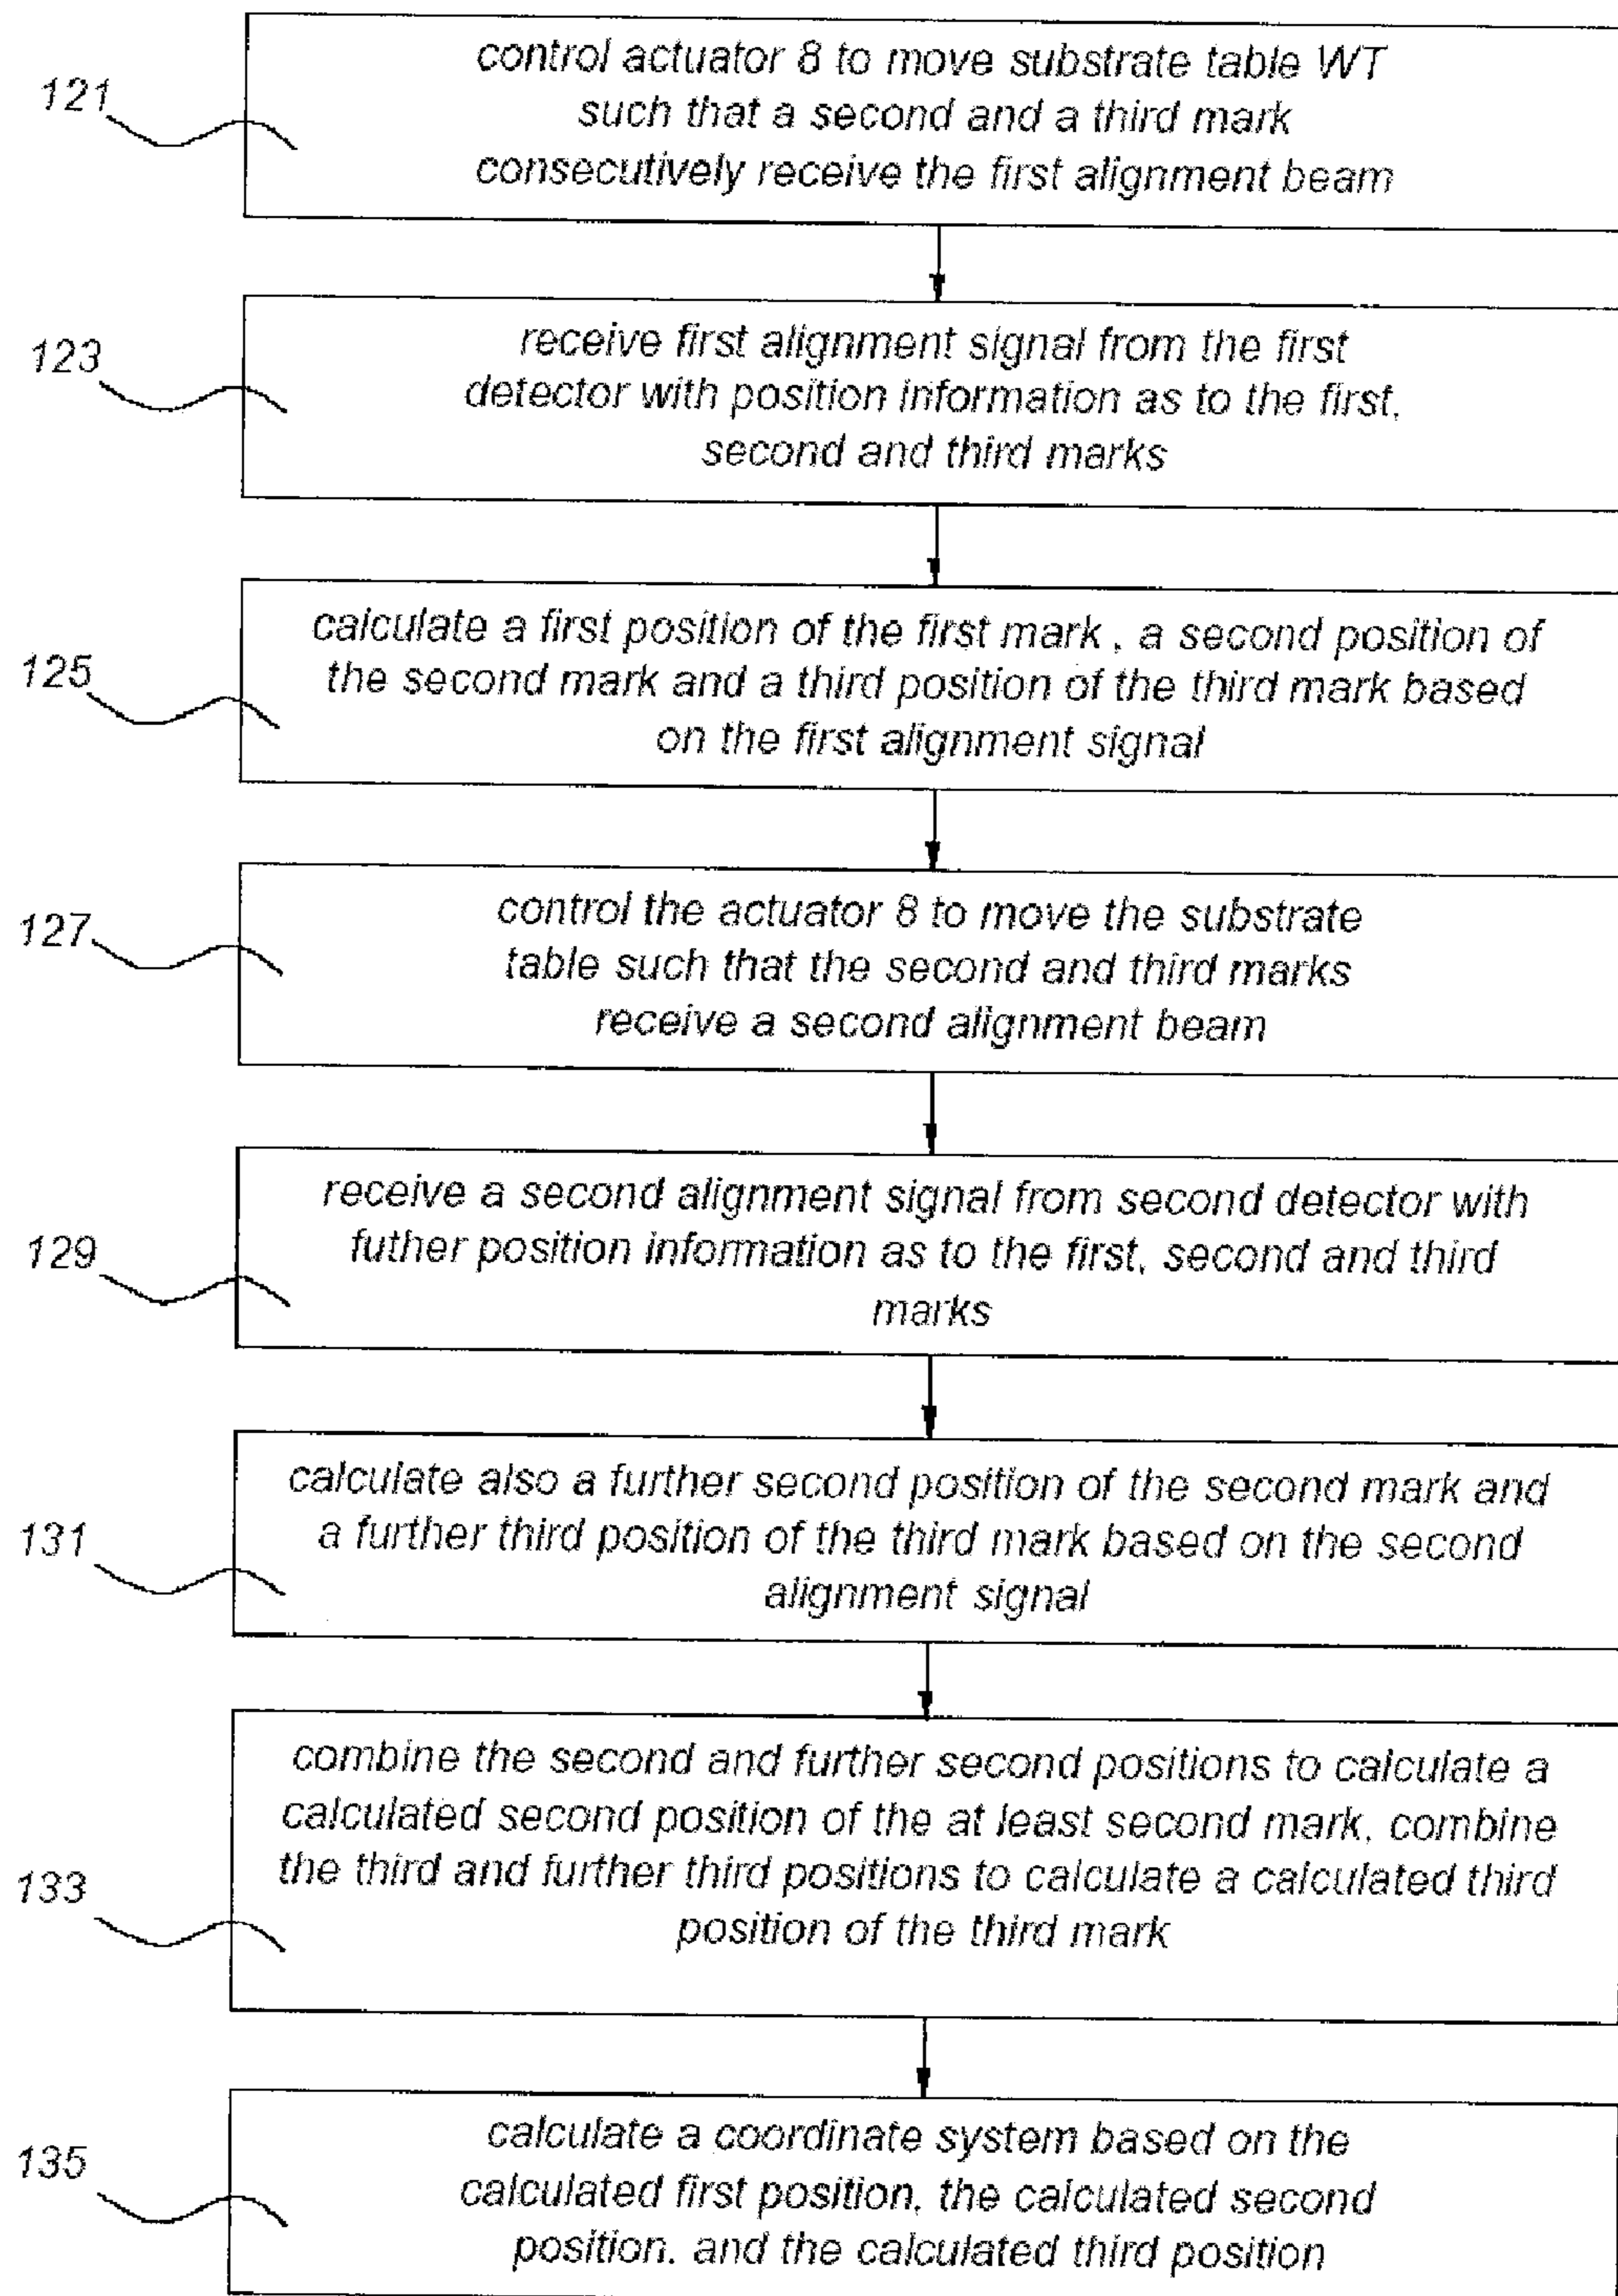 121
control actuator 8 to move substrate table WT
such that a second and a third mark
consecutively receive the first alignment beam
123
receive first alignment signal from the first
detector with position information as to the first,
second and third marks
125
calculate a first position of the first mark , a second position of
the second mark and a third position of the third mark based
on the first alignment signal
127
control the actuator 8 to move the substrate
table such that the second and third marks
receive a second alignment beam
129
receive a second alignment signal from second detector with
futher position information as to the first, second and third
marks
131
calculate also a further second position of the second mark and
a further third position of the third mark based on the second
alignment signal
133
combine the second and further second positions to calculate a
calculated second position of the at least second mark, combine
the third and further third positions to calculate a calculated third
position of the third mark
135
calculate a coordinate system based on the
calculated first position, the calculated second
position, and the calculated third position